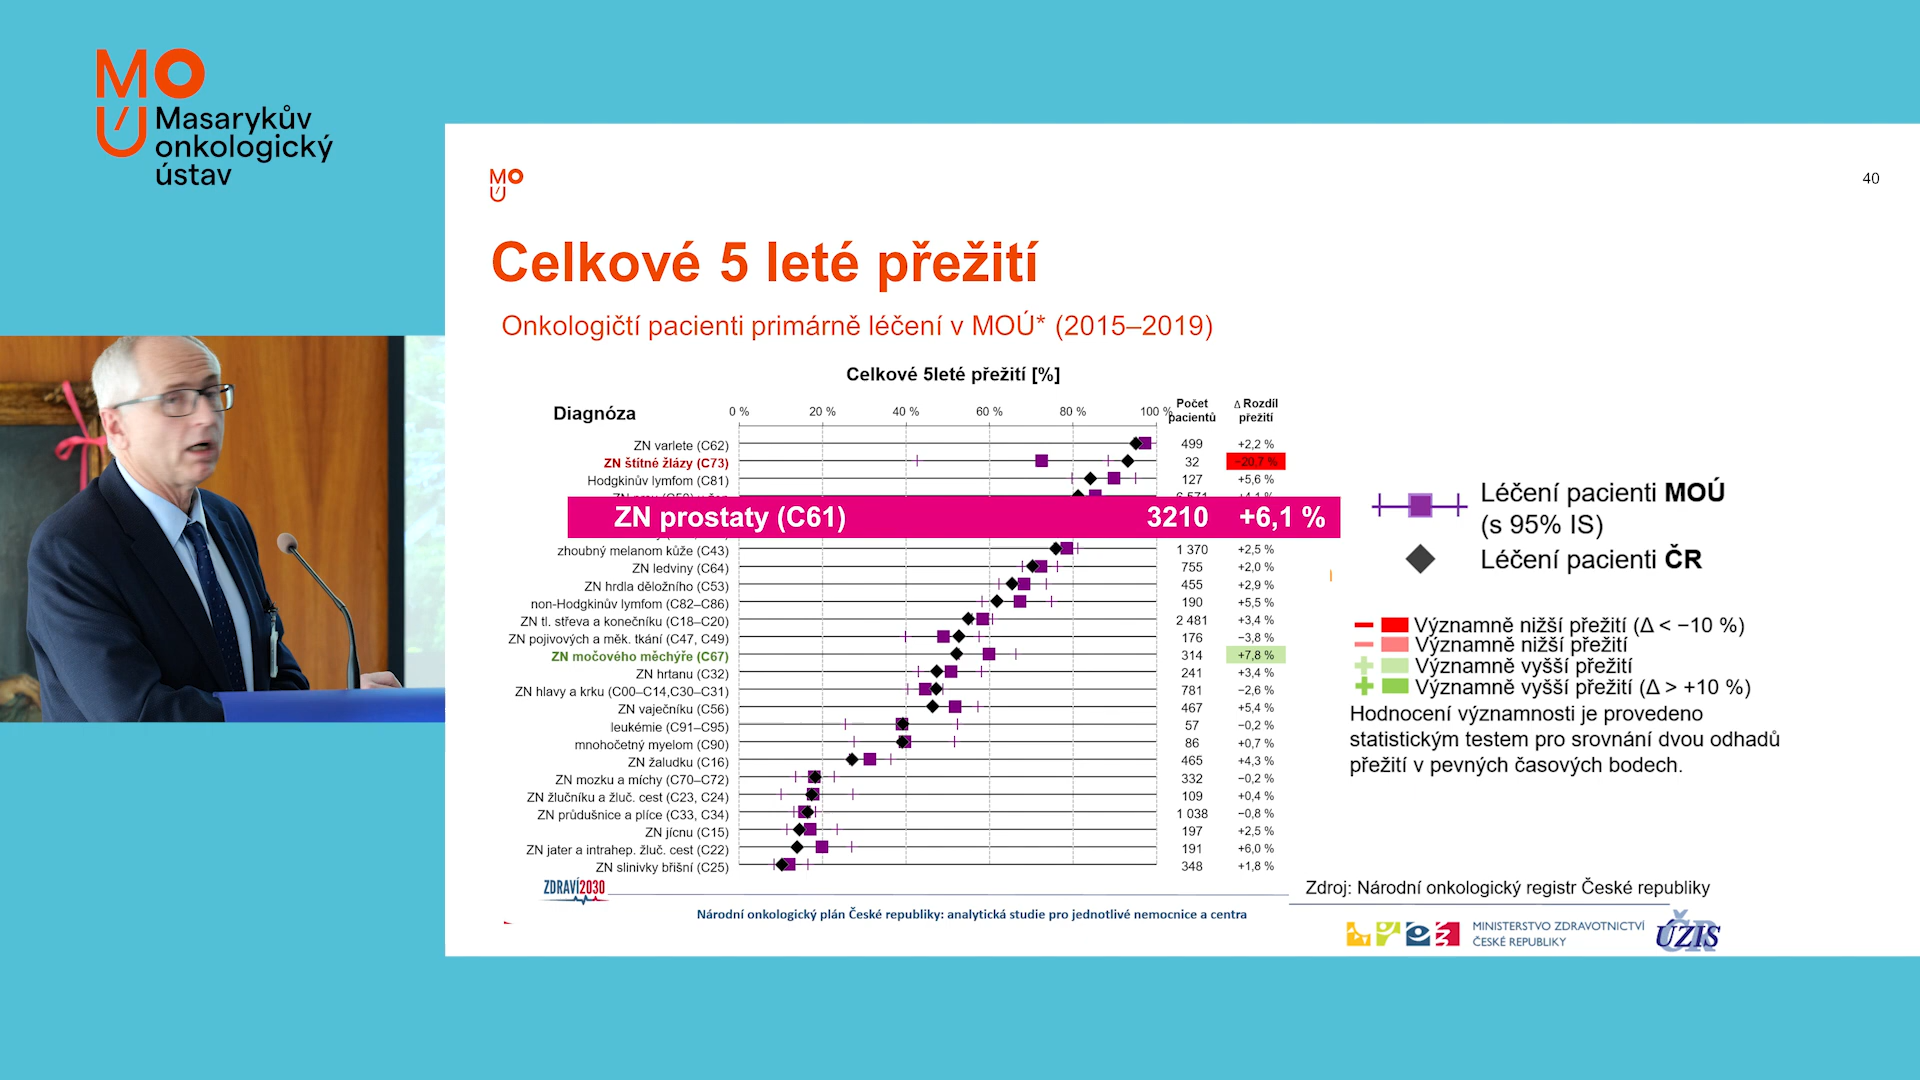 MOÚ
Masarykův
onkologický
ústav
MOÚ
40
Celkové 5 leté přežití
Onkologičtí pacienti primárně léčení v MOÚ* (2015–2019)
Celkové 5leté přežití [%]
Diagnóza 0 % 20 % 40 % 60 % 80 % 100 % Počet pacientů Δ Rozdíl přežití
ZN varlete (C62) 499 +2,2 %
ZN štítné žlázy (C73) 32 −20,7 %
Hodgkinův lymfom (C81) 127 +5,6 %
ZN prostaty (C61) 3210 +6,1 %
zhoubný melanom kůže (C43) 1 370 +2,5 %
ZN ledviny (C64) 755 +2,0 %
ZN hrdla děložního (C53) 455 +2,9 %
non-Hodgkinův lymfom (C82–C86) 190 +5,5 %
ZN tl. střeva a konečníku (C18–C20) 2 481 +3,4 %
ZN pojivových a měk. tkání (C47, C49) 176 −3,8 %
ZN močového měchýře (C67) 314 +7,8 %
ZN hrtanu (C32) 241 +3,4 %
ZN hlavy a krku (C00–C14,C30–C31) 781 −2,6 %
ZN vaječníku (C56) 467 +5,4 %
leukémie (C91–C95) 57 −0,2 %
mnohočetný myelom (C90) 86 +0,7 %
ZN žaludku (C16) 465 +4,3 %
ZN mozku a míchy (C70–C72) 332 −0,2 %
ZN žlučníku a žluč. cest (C23, C24) 109 +0,4 %
ZN průdušnice a plíce (C33, C34) 1 038 −0,8 %
ZN jícnu (C15) 197 +2,5 %
ZN jater a intrahep. žluč. cest (C22) 191 +6,0 %
ZN slinivky břišní (C25) 348 +1,8 %
Léčení pacienti MOÚ
(s 95% IS)
Léčení pacienti ČR
Významně nižší přežití (Δ < −10 %)
Významně nižší přežití
Významně vyšší přežití
Významně vyšší přežití (Δ > +10 %)
Hodnocení významnosti je provedeno
statistickým testem pro srovnání dvou odhadů
přežití v pevných časových bodech.
ZDRAVÍ2030
Zdroj: Národní onkologický registr České republiky
Národní onkologický plán České republiky: analytická studie pro jednotlivé nemocnice a centra
MINISTERSTVO ZDRAVOTNICTVÍ
ČESKÉ REPUBLIKY
ÚZIS ČR